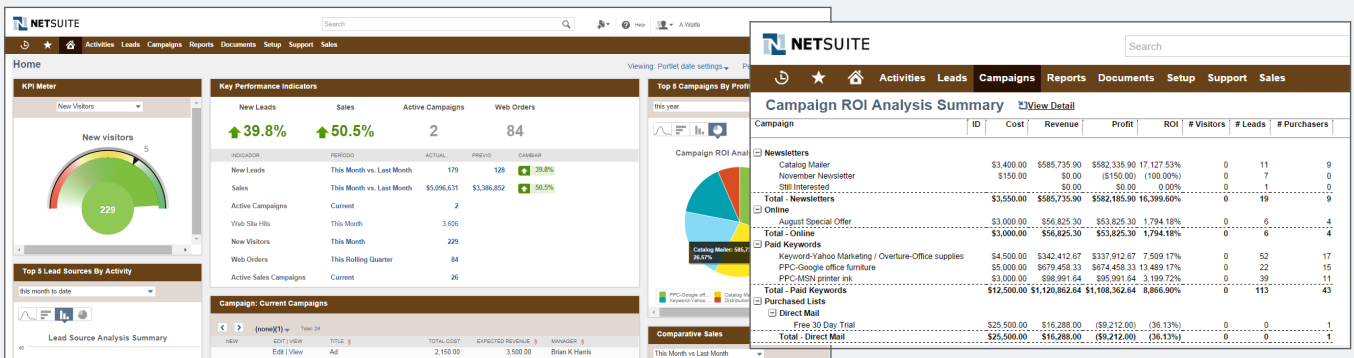 NETSUITE
Search
Help
A Wolfe
Activities Leads Campaigns Reports Documents Setup Support Sales
Home
Viewing: Portlet date settings
KPI Meter
New Visitors
New visitors
5
229
Top 5 Lead Sources By Activity
this month to date
Lead Source Analysis Summary
40
Key Performance Indicators
New Leads Sales Active Campaigns Web Orders
39.8% 50.5% 2 84
INDICADOR PERÍODO ACTUAL PREVIO CAMBIAR
New Leads This Month vs. Last Month 179 128 39.8%
Sales This Month vs. Last Month $5,096,631 $3,386,852 50.5%
Active Campaigns Current 2
Web Site Hits This Month 3,606
New Visitors This Month 229
Web Orders This Rolling Quarter 84
Active Sales Campaigns Current 26
Campaign: Current Campaigns
(none)(1) Total: 24
NEW EDIT | VIEW TITLE TOTAL COST EXPECTED REVENUE MANAGER
Edit | View Ad 2,150.00 3,500.00 Brian K Harris
Top 5 Campaigns By Profit
this year
Campaign ROI Anal
Catalog Mailer: 585,7
26.57%
PPC-Google off... Catalog Ma
Keyword-Yahoo ... Distribution
Comparative Sales
This Month vs Last Month
NETSUITE
Search
Activities Leads Campaigns Reports Documents Setup Support Sales
Campaign ROI Analysis Summary View Detail
Campaign ID Cost Revenue Profit ROI # Visitors # Leads # Purchasers
Newsletters
Catalog Mailer $3,400.00 $585,735.90 $582,335.90 17,127.53% 0 11 9
November Newsletter $150.00 $0.00 ($150.00) (100.00%) 0 7 0
Still Interested $0.00 $0.00 0.00% 0 1 0
Total - Newsletters $3,550.00 $585,735.90 $582,185.90 16,399.60% 0 19 9
Online
August Special Offer $3,000.00 $56,825.30 $53,825.30 1,794.18% 0 6 4
Total - Online $3,000.00 $56,825.30 $53,825.30 1,794.18% 0 6 4
Paid Keywords
Keyword-Yahoo Marketing / Overture-Office supplies $4,500.00 $342,412.67 $337,912.67 7,509.17% 0 52 17
PPC-Google office furniture $5,000.00 $679,458.33 $674,458.33 13,489.17% 0 22 15
PPC-MSN printer ink $3,000.00 $98,991.64 $95,991.64 3,199.72% 0 39 11
Total - Paid Keywords $12,500.00 $1,120,862.64 $1,108,362.64 8,866.90% 0 113 43
Purchased Lists
Direct Mail
Free 30 Day Trial $25,500.00 $16,288.00 ($9,212.00) (36.13%) 0 0 1
Total - Direct Mail $25,500.00 $16,288.00 ($9,212.00) (36.13%) 0 0 1